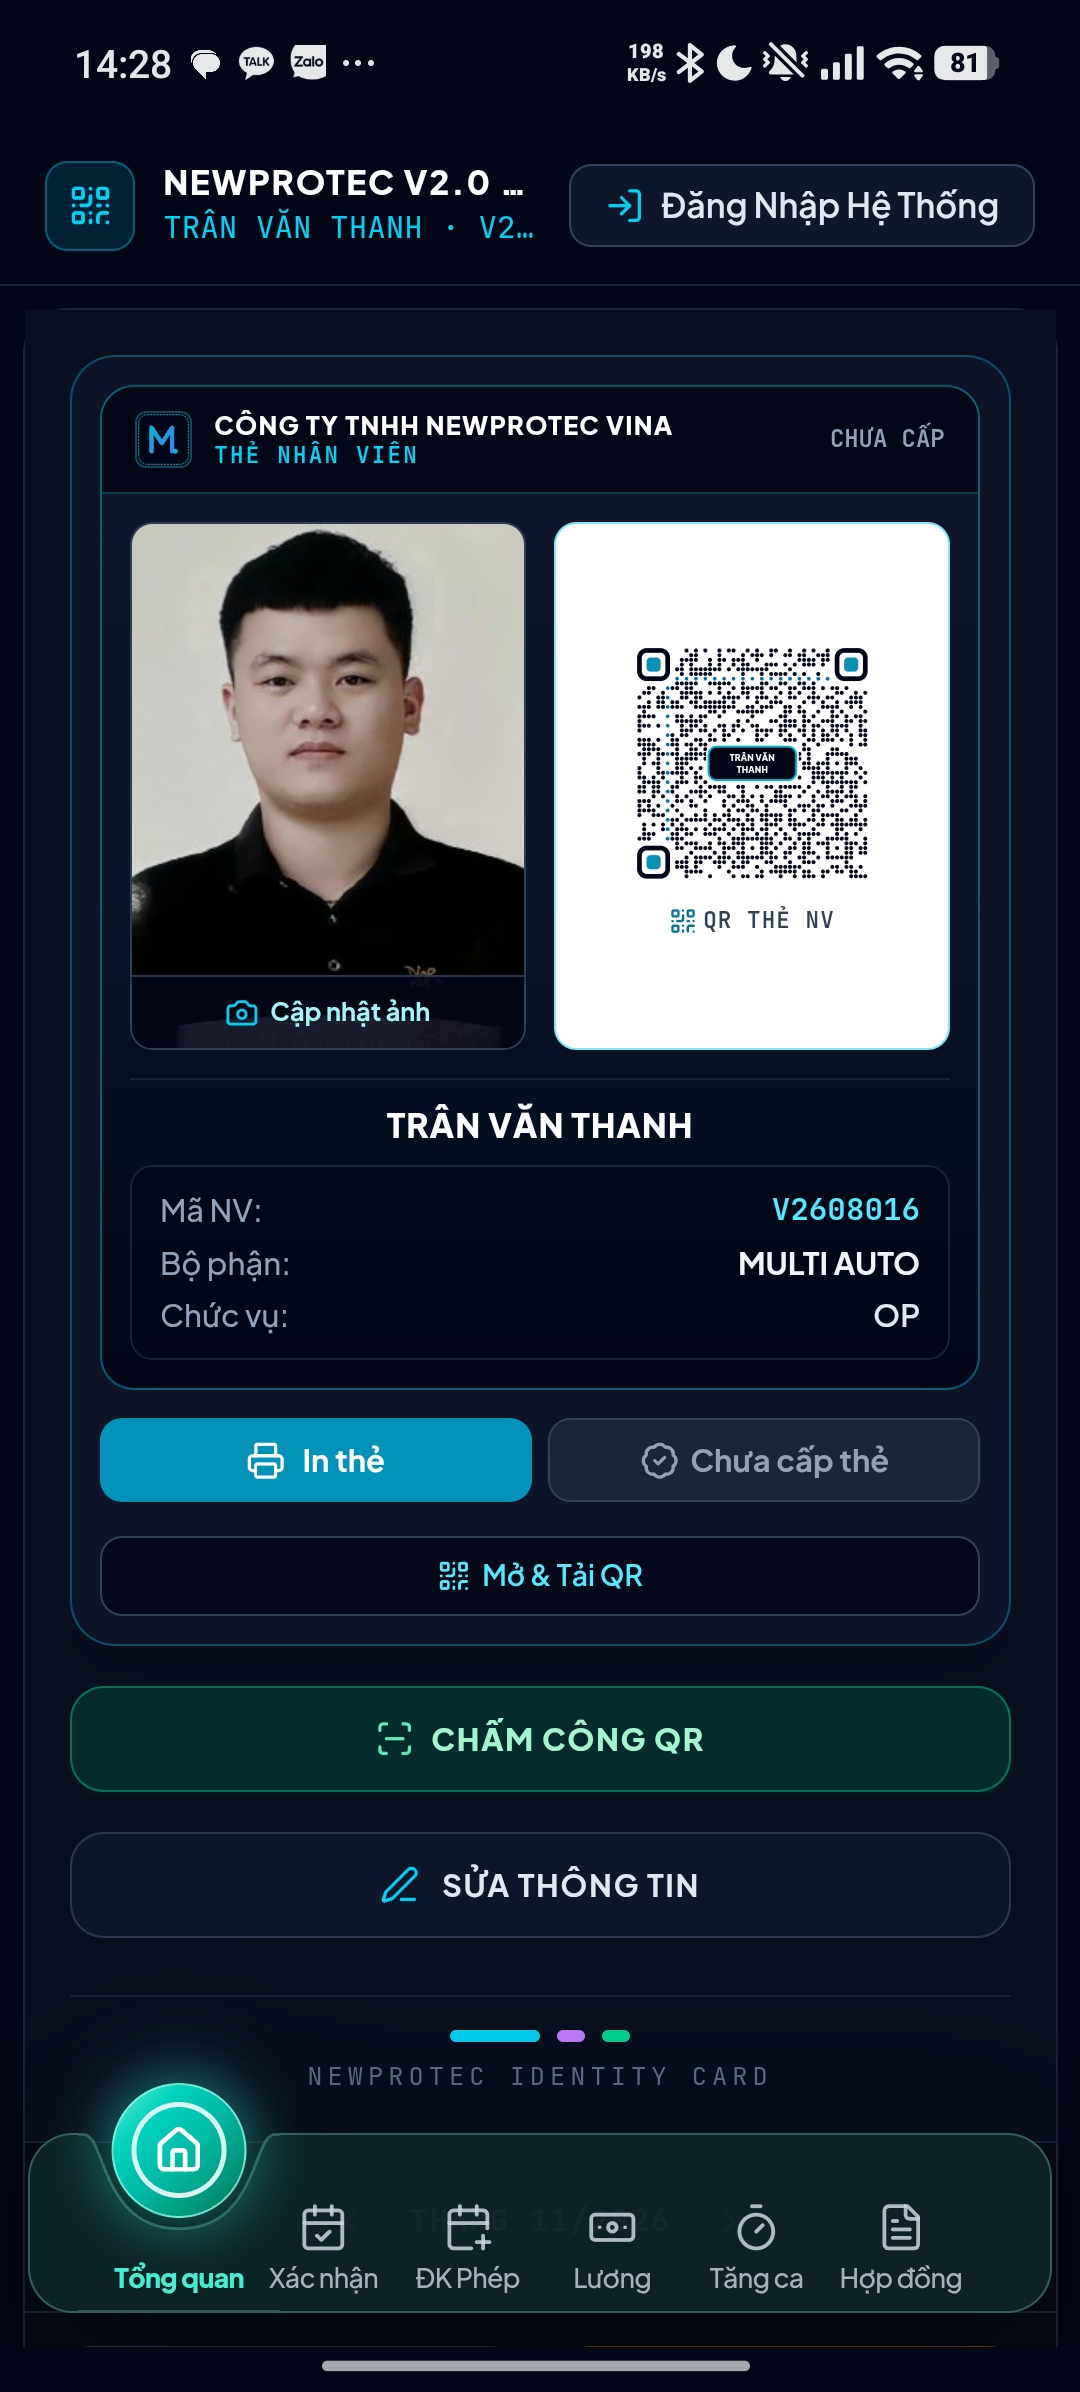 14:28
TALK
Zalo
...
198
KB/s
81
NEWPROTEC V2.0 ...
TRẦN VĂN THANH · V2...
Đăng Nhập Hệ Thống
M
CÔNG TY TNHH NEWPROTEC VINA
THẺ NHÂN VIÊN
CHƯA CẤP
TRẦN VĂN
THANH
QR THẺ NV
Cập nhật ảnh
TRẦN VĂN THANH
Mã NV:
V2608016
Bộ phận:
MULTI AUTO
Chức vụ:
OP
In thẻ
Chưa cấp thẻ
Mở & Tải QR
CHẤM CÔNG QR
SỬA THÔNG TIN
NEWPROTEC IDENTITY CARD
Tổng quan
Xác nhận
ĐK Phép
Lương
Tăng ca
Hợp đồng